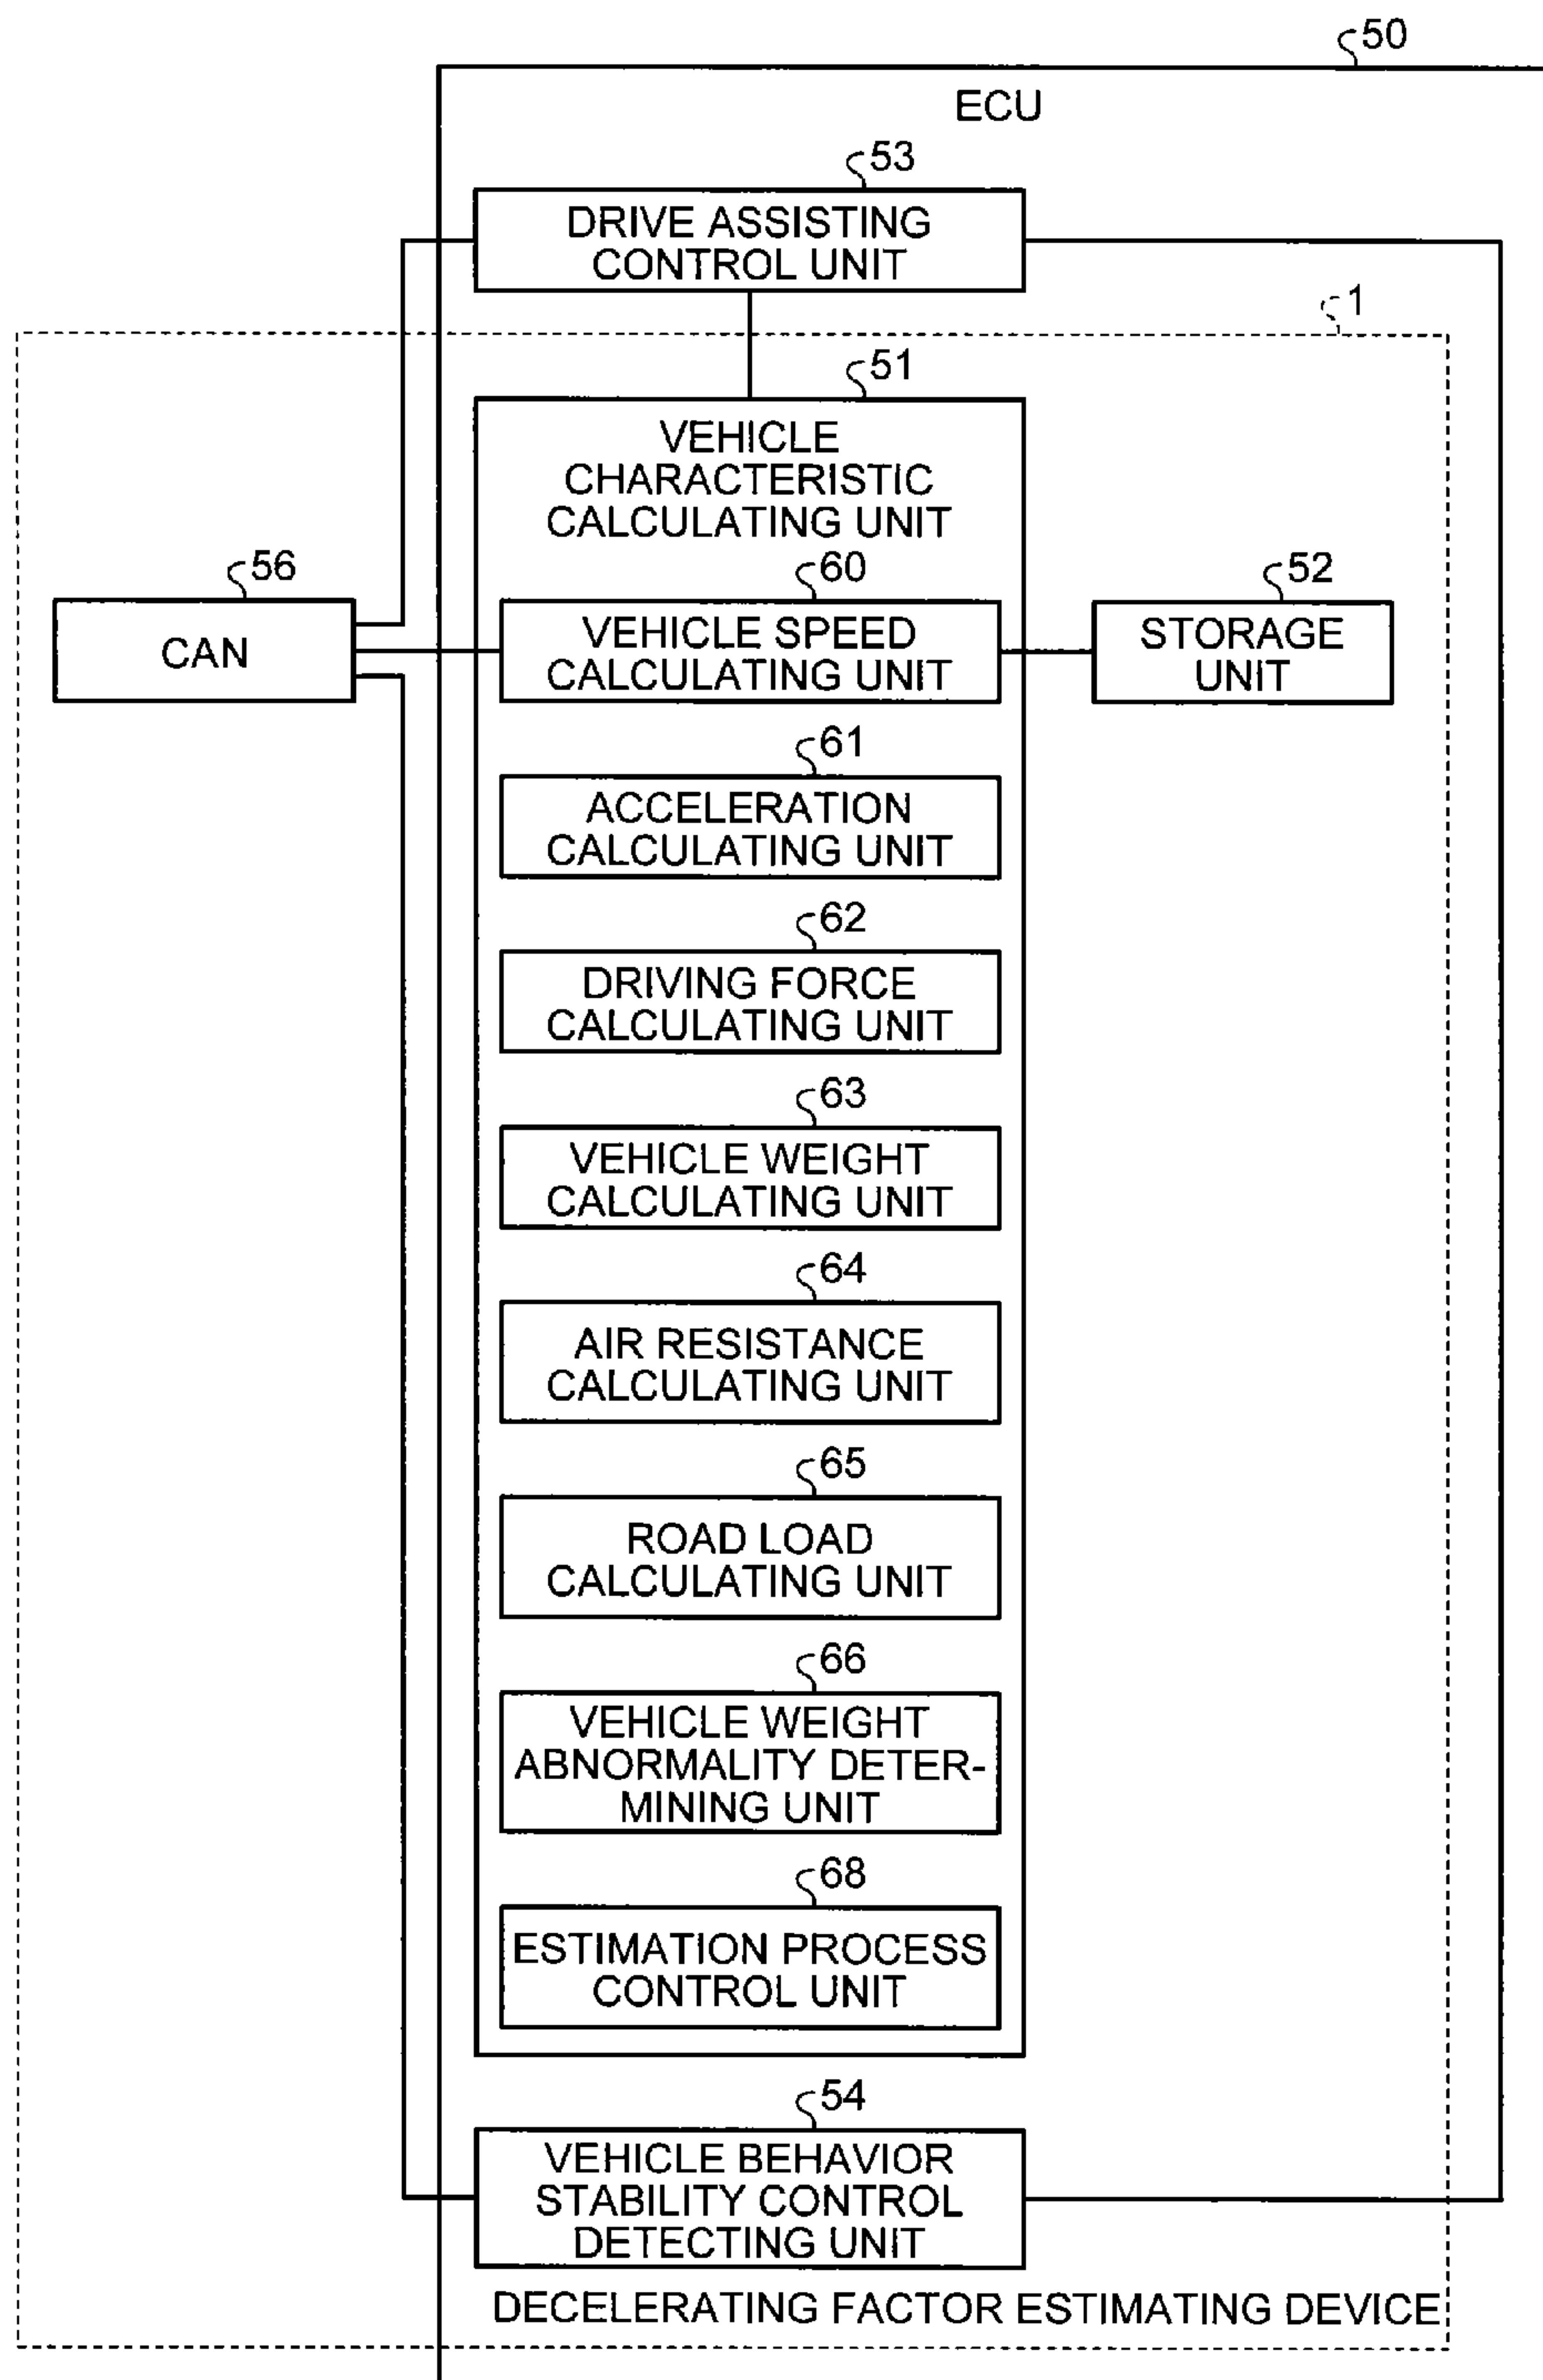 50
ECU
53
DRIVE ASSISTING
CONTROL UNIT
1
51
VEHICLE
CHARACTERISTIC
CALCULATING UNIT
56
CAN
60
VEHICLE SPEED
CALCULATING UNIT
52
STORAGE
UNIT
61
ACCELERATION
CALCULATING UNIT
62
DRIVING FORCE
CALCULATING UNIT
63
VEHICLE WEIGHT
CALCULATING UNIT
64
AIR RESISTANCE
CALCULATING UNIT
65
ROAD LOAD
CALCULATING UNIT
66
VEHICLE WEIGHT
ABNORMALITY DETER-
MINING UNIT
68
ESTIMATION PROCESS
CONTROL UNIT
54
VEHICLE BEHAVIOR
STABILITY CONTROL
DETECTING UNIT
DECELERATING FACTOR ESTIMATING DEVICE